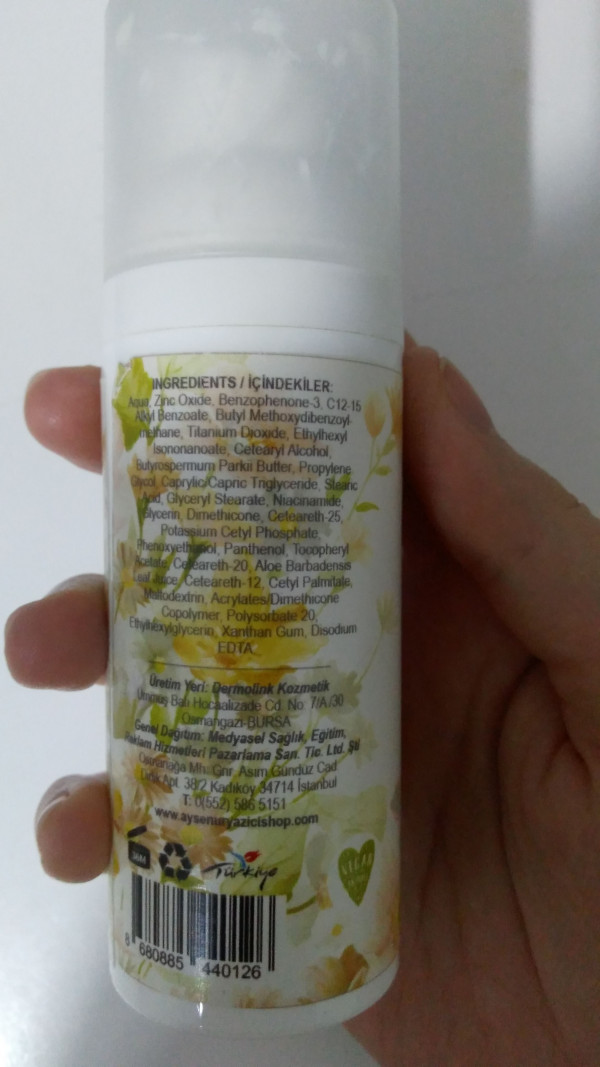 INGREDIENTS / İÇİNDEKİLER:
Aqua, Zinc Oxide, Benzophenone-3, C12-15
Alkyl Benzoate, Butyl Methoxydibenzoyl-
methane, Titanium Dioxide, Ethylhexyl
Isononanoate, Cetearyl Alcohol,
Butyrospermum Parkii Butter, Propylene
Glycol, Caprylic/Capric Triglyceride, Stearic
Acid, Glyceryl Stearate, Niacinamide,
Glycerin, Dimethicone, Ceteareth-25,
Potassium Cetyl Phosphate,
Phenoxyethanol, Panthenol, Tocopheryl
Acetate, Ceteareth-20, Aloe Barbadensis
Leaf Juice, Ceteareth-12, Cetyl Palmitate,
Maltodextrin, Acrylates/Dimethicone
Copolymer, Polysorbate 20,
Ethylhexylglycerin, Xanthan Gum, Disodium
EDTA
Üretim Yeri: Dermolink Kozmetik
Hocaalizade Cd. No: 7/A/30
Osmangazi-BURSA
Genel Dağıtım: Medyasel Sağlık, Eğitim,
Reklam Hizmetleri Pazarlama San. Tic. Ltd. Şti
Osmanağa Mh. Gnr. Asım Gündüz Cad
Apt. 38/2 Kadıköy 34714 İstanbul
T: 0(552) 586 5151
www.aysenuryazicishop.com
Türkiye
8 680885 440126